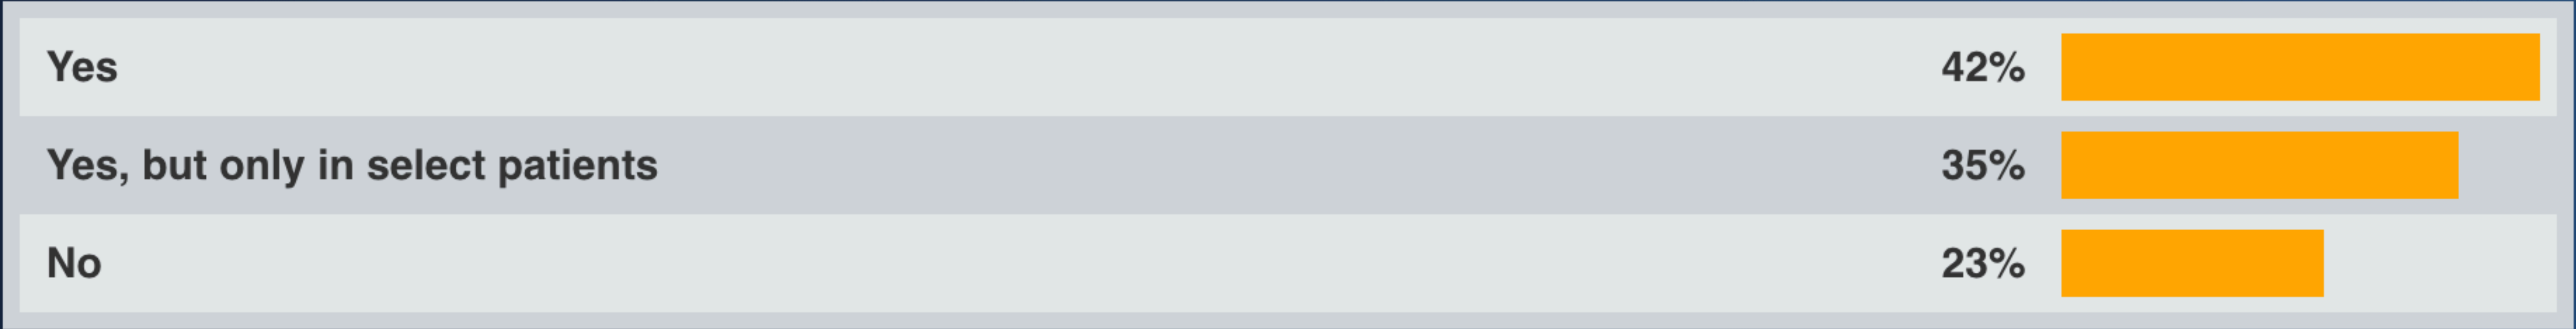 Yes 42%
Yes, but only in select patients 35%
No 23%